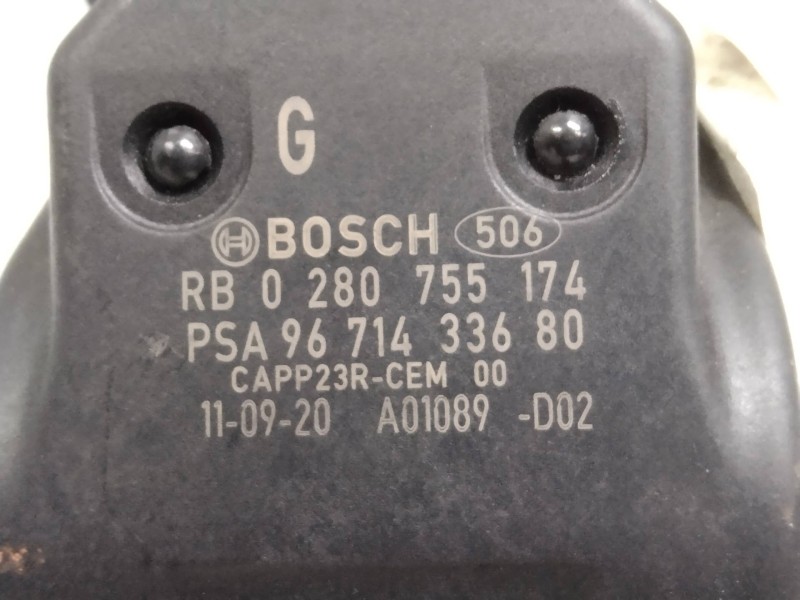 G
BOSCH 506
RB 0 280 755 174
PSA 96 714 336 80
CAPP23R-CEM 00
11-09-20 A01089 -D02